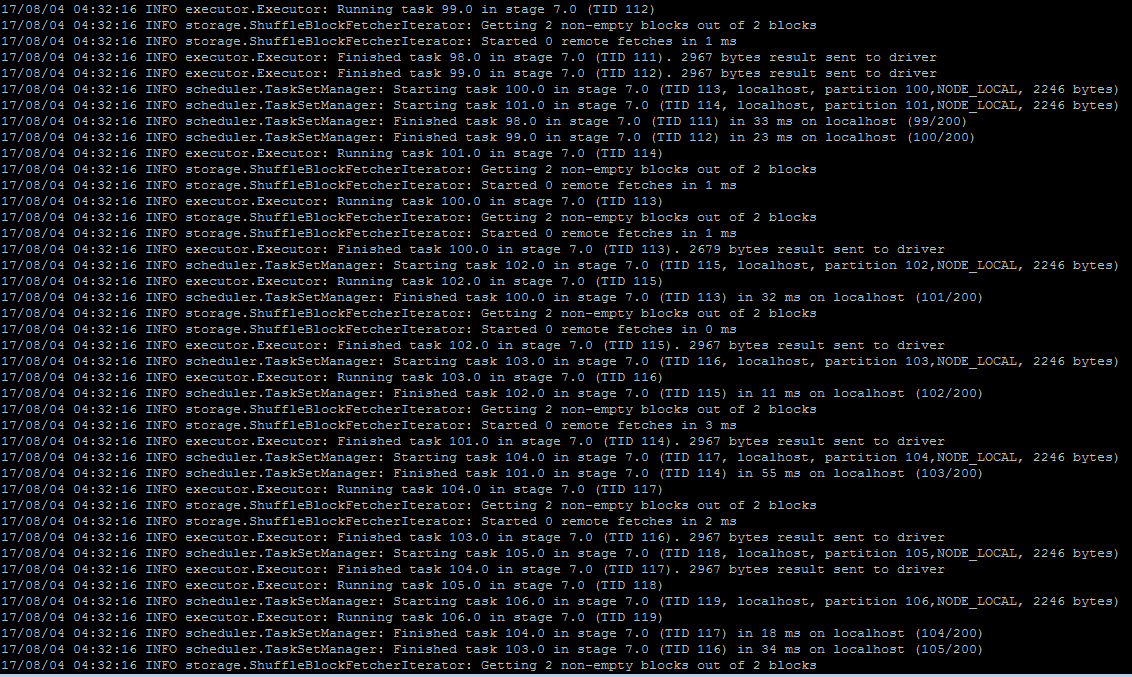 17/08/04 04:32:16 INFO executor.Executor: Running task 99.0 in stage 7.0 (TID 112)
17/08/04 04:32:16 INFO storage.ShuffleBlockFetcherIterator: Getting 2 non-empty blocks out of 2 blocks
17/08/04 04:32:16 INFO storage.ShuffleBlockFetcherIterator: Started 0 remote fetches in 1 ms
17/08/04 04:32:16 INFO executor.Executor: Finished task 98.0 in stage 7.0 (TID 111). 2967 bytes result sent to driver
17/08/04 04:32:16 INFO executor.Executor: Finished task 99.0 in stage 7.0 (TID 112). 2967 bytes result sent to driver
17/08/04 04:32:16 INFO scheduler.TaskSetManager: Starting task 100.0 in stage 7.0 (TID 113, localhost, partition 100,NODE_LOCAL, 2246 bytes)
17/08/04 04:32:16 INFO scheduler.TaskSetManager: Starting task 101.0 in stage 7.0 (TID 114, localhost, partition 101,NODE_LOCAL, 2246 bytes)
17/08/04 04:32:16 INFO scheduler.TaskSetManager: Finished task 98.0 in stage 7.0 (TID 111) in 33 ms on localhost (99/200)
17/08/04 04:32:16 INFO scheduler.TaskSetManager: Finished task 99.0 in stage 7.0 (TID 112) in 23 ms on localhost (100/200)
17/08/04 04:32:16 INFO executor.Executor: Running task 101.0 in stage 7.0 (TID 114)
17/08/04 04:32:16 INFO storage.ShuffleBlockFetcherIterator: Getting 2 non-empty blocks out of 2 blocks
17/08/04 04:32:16 INFO storage.ShuffleBlockFetcherIterator: Started 0 remote fetches in 1 ms
17/08/04 04:32:16 INFO executor.Executor: Running task 100.0 in stage 7.0 (TID 113)
17/08/04 04:32:16 INFO storage.ShuffleBlockFetcherIterator: Getting 2 non-empty blocks out of 2 blocks
17/08/04 04:32:16 INFO storage.ShuffleBlockFetcherIterator: Started 0 remote fetches in 1 ms
17/08/04 04:32:16 INFO executor.Executor: Finished task 100.0 in stage 7.0 (TID 113). 2679 bytes result sent to driver
17/08/04 04:32:16 INFO scheduler.TaskSetManager: Starting task 102.0 in stage 7.0 (TID 115, localhost, partition 102,NODE_LOCAL, 2246 bytes)
17/08/04 04:32:16 INFO executor.Executor: Running task 102.0 in stage 7.0 (TID 115)
17/08/04 04:32:16 INFO scheduler.TaskSetManager: Finished task 100.0 in stage 7.0 (TID 113) in 32 ms on localhost (101/200)
17/08/04 04:32:16 INFO storage.ShuffleBlockFetcherIterator: Getting 2 non-empty blocks out of 2 blocks
17/08/04 04:32:16 INFO storage.ShuffleBlockFetcherIterator: Started 0 remote fetches in 0 ms
17/08/04 04:32:16 INFO executor.Executor: Finished task 102.0 in stage 7.0 (TID 115). 2967 bytes result sent to driver
17/08/04 04:32:16 INFO scheduler.TaskSetManager: Starting task 103.0 in stage 7.0 (TID 116, localhost, partition 103,NODE_LOCAL, 2246 bytes)
17/08/04 04:32:16 INFO executor.Executor: Running task 103.0 in stage 7.0 (TID 116)
17/08/04 04:32:16 INFO scheduler.TaskSetManager: Finished task 102.0 in stage 7.0 (TID 115) in 11 ms on localhost (102/200)
17/08/04 04:32:16 INFO storage.ShuffleBlockFetcherIterator: Getting 2 non-empty blocks out of 2 blocks
17/08/04 04:32:16 INFO storage.ShuffleBlockFetcherIterator: Started 0 remote fetches in 3 ms
17/08/04 04:32:16 INFO executor.Executor: Finished task 101.0 in stage 7.0 (TID 114). 2967 bytes result sent to driver
17/08/04 04:32:16 INFO scheduler.TaskSetManager: Starting task 104.0 in stage 7.0 (TID 117, localhost, partition 104,NODE_LOCAL, 2246 bytes)
17/08/04 04:32:16 INFO scheduler.TaskSetManager: Finished task 101.0 in stage 7.0 (TID 114) in 55 ms on localhost (103/200)
17/08/04 04:32:16 INFO executor.Executor: Running task 104.0 in stage 7.0 (TID 117)
17/08/04 04:32:16 INFO storage.ShuffleBlockFetcherIterator: Getting 2 non-empty blocks out of 2 blocks
17/08/04 04:32:16 INFO storage.ShuffleBlockFetcherIterator: Started 0 remote fetches in 2 ms
17/08/04 04:32:16 INFO executor.Executor: Finished task 103.0 in stage 7.0 (TID 116). 2967 bytes result sent to driver
17/08/04 04:32:16 INFO scheduler.TaskSetManager: Starting task 105.0 in stage 7.0 (TID 118, localhost, partition 105,NODE_LOCAL, 2246 bytes)
17/08/04 04:32:16 INFO executor.Executor: Finished task 104.0 in stage 7.0 (TID 117). 2967 bytes result sent to driver
17/08/04 04:32:16 INFO executor.Executor: Running task 105.0 in stage 7.0 (TID 118)
17/08/04 04:32:16 INFO scheduler.TaskSetManager: Starting task 106.0 in stage 7.0 (TID 119, localhost, partition 106,NODE_LOCAL, 2246 bytes)
17/08/04 04:32:16 INFO executor.Executor: Running task 106.0 in stage 7.0 (TID 119)
17/08/04 04:32:16 INFO scheduler.TaskSetManager: Finished task 104.0 in stage 7.0 (TID 117) in 18 ms on localhost (104/200)
17/08/04 04:32:16 INFO scheduler.TaskSetManager: Finished task 103.0 in stage 7.0 (TID 116) in 34 ms on localhost (105/200)
17/08/04 04:32:16 INFO storage.ShuffleBlockFetcherIterator: Getting 2 non-empty blocks out of 2 blocks